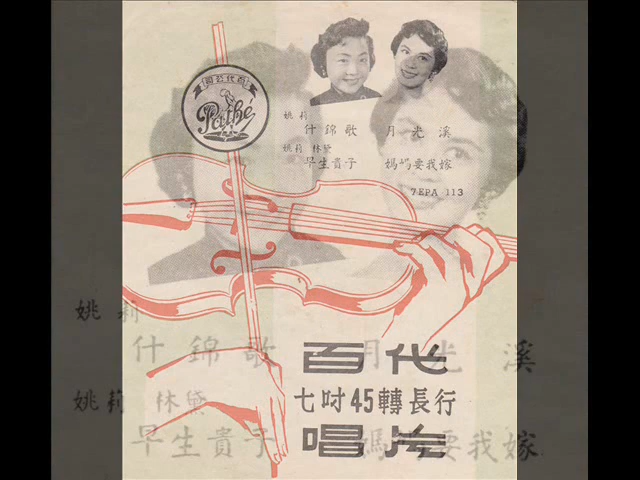 百代公司
Pathé
姚莉
什錦歌 月光溪
姚莉 林黛
早生貴子 媽媽要我嫁
7EPA 113
百代
七吋45轉長行
唱片
姚莉
什錦歌 月光溪
姚莉 林黛
早生貴子 媽媽要我嫁